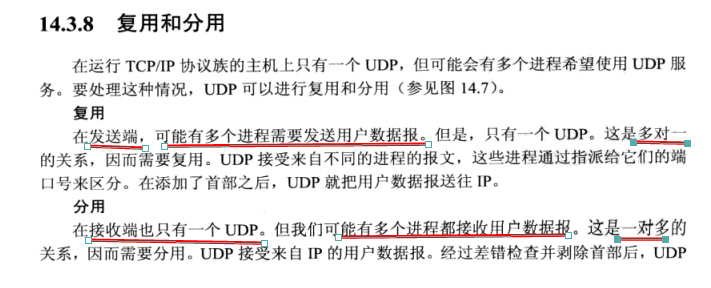 14.3.8 复用和分用
在运行 TCP/IP 协议族的主机上只有一个 UDP，但可能会有多个进程希望使用 UDP 服
务。要处理这种情况，UDP 可以进行复用和分用（参见图 14.7）。
复用
在发送端，可能有多个进程需要发送用户数据报。但是，只有一个 UDP。这是多对一
的关系，因而需要复用。UDP 接受来自不同的进程的报文，这些进程通过指派给它们的端
口号来区分。在添加了首部之后，UDP 就把用户数据报送往 IP。
分用
在接收端也只有一个 UDP。但我们可能有多个进程都接收用户数据报。这是一对多的
关系，因而需要分用。UDP 接受来自 IP 的用户数据报。经过差错检查并剥除首部后，UDP